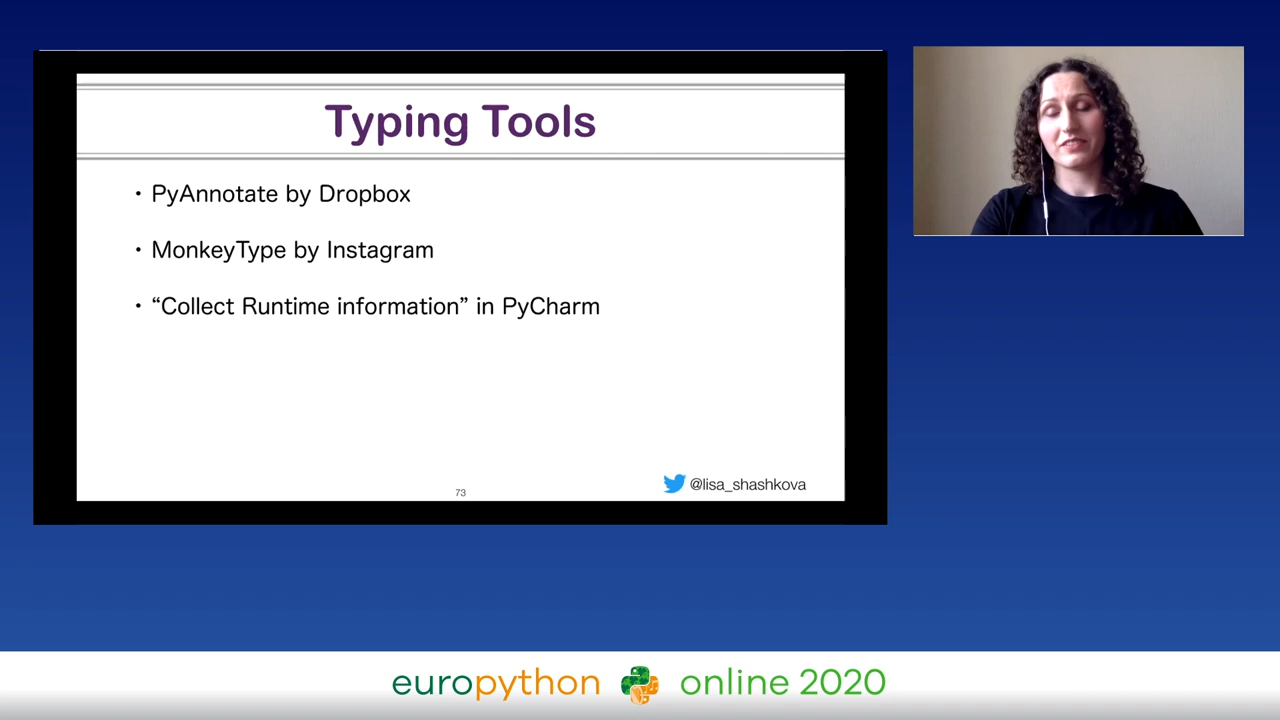 Typing Tools
• PyAnnotate by Dropbox
• MonkeyType by Instagram
• “Collect Runtime information” in PyCharm
73
@lisa_shashkova
europython online 2020